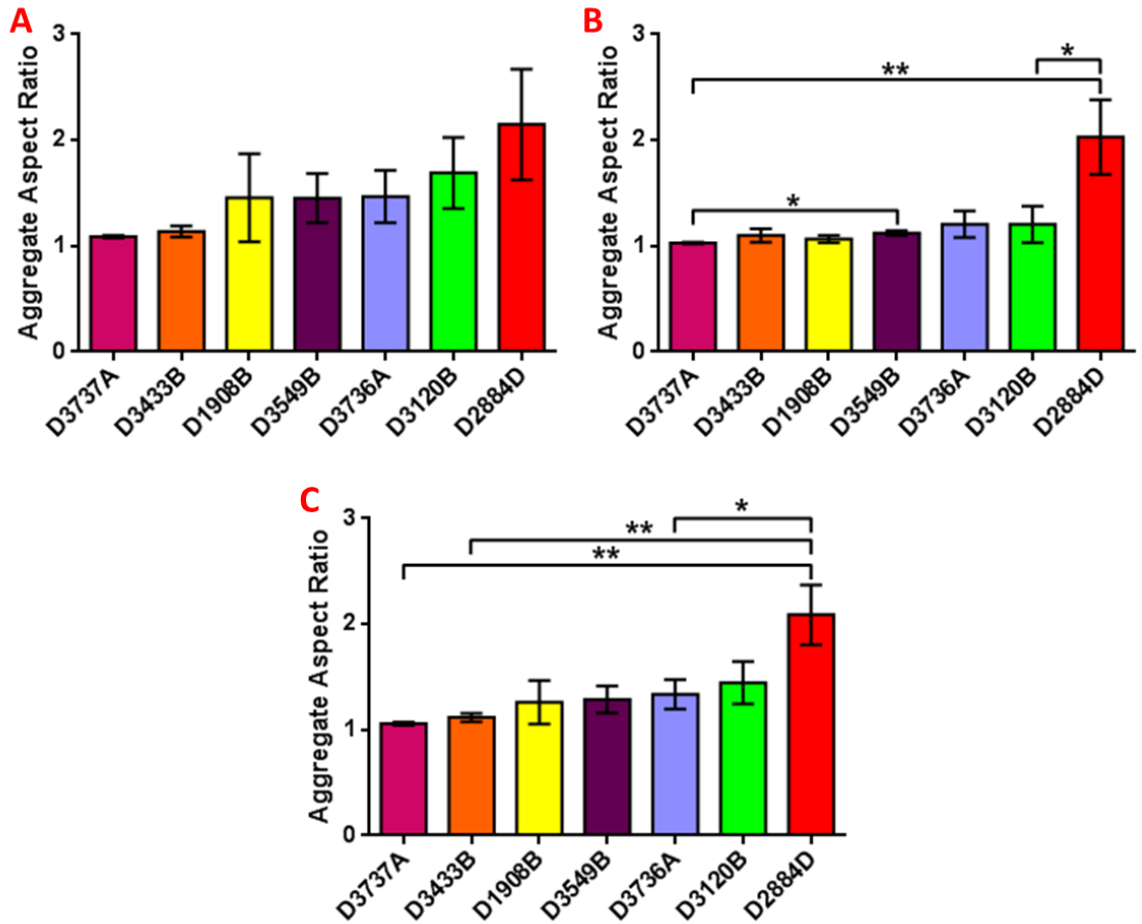 A
Aggregate Aspect Ratio
3
2
1
0
D3737A
D3433B
D1908B
D3549B
D3736A
D3120B
D2884D
B
Aggregate Aspect Ratio
3
2
1
0
*
**
*
D3737A
D3433B
D1908B
D3549B
D3736A
D3120B
D2884D
C
Aggregate Aspect Ratio
3
2
1
0
*
**
**
D3737A
D3433B
D1908B
D3549B
D3736A
D3120B
D2884D